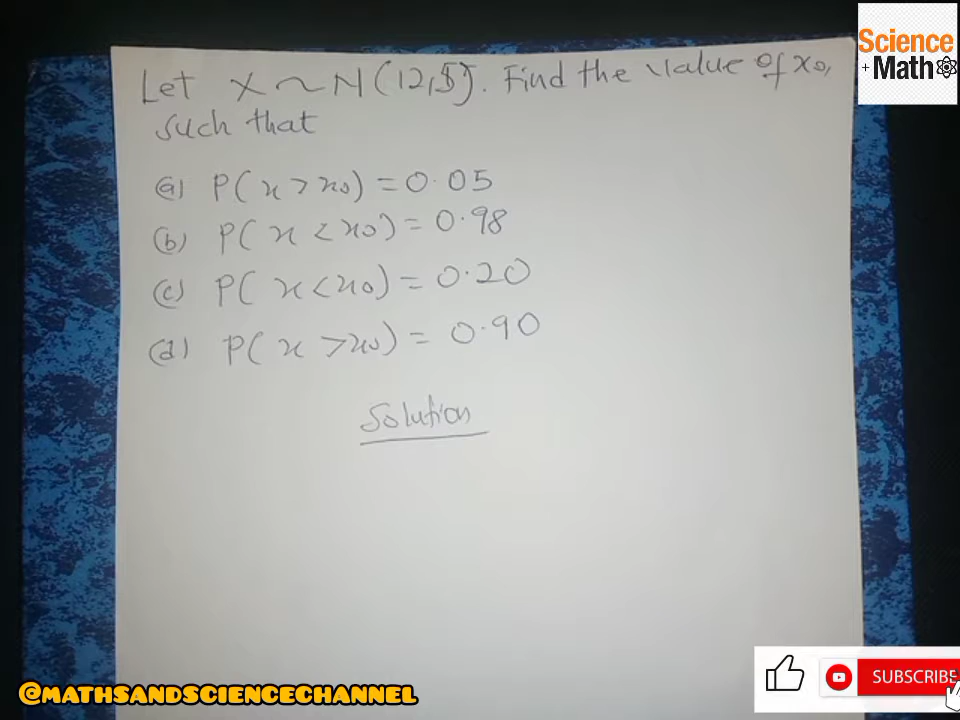 Science
+ Math
Let X ~ N(12,5). Find the value of x₀,
such that
(a) P(x > x₀) = 0.05
(b) P(x < x₀) = 0.98
(c) P(x < x₀) = 0.20
(d) P(x > x₀) = 0.90
Solution
SUBSCRIBE
@MATHSANDSCIENCECHANNEL